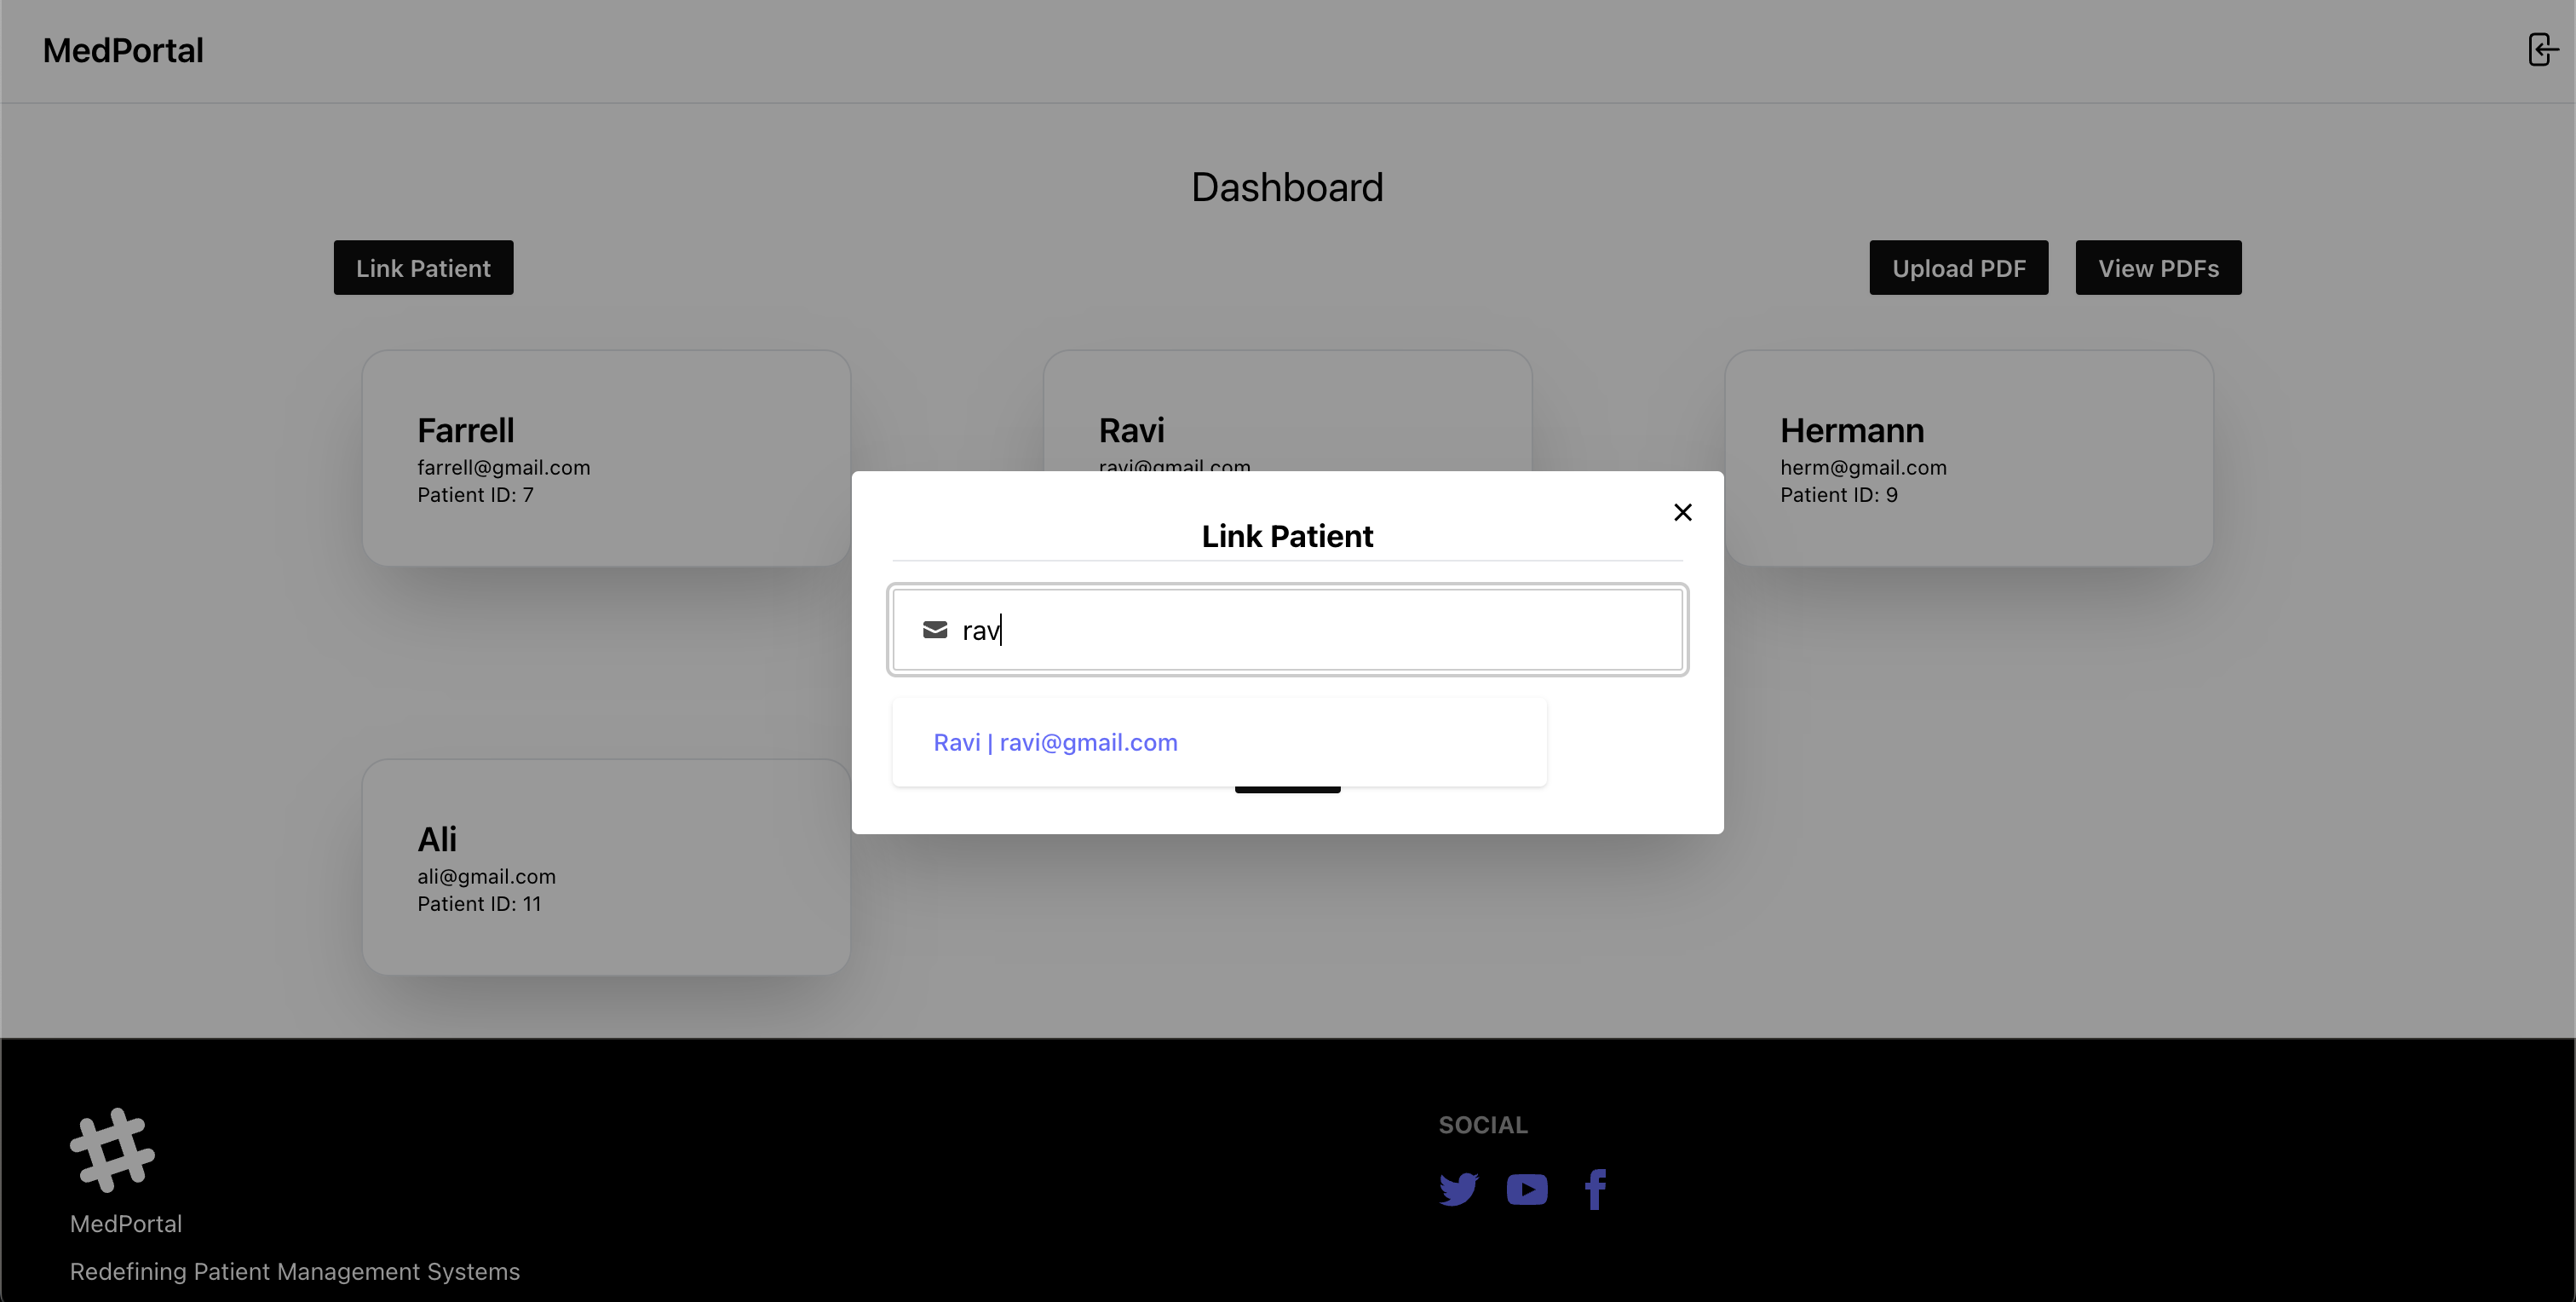 MedPortal
Dashboard
Link Patient
Upload PDF
View PDFs
Farrell
farrell@gmail.com
Patient ID: 7
Ravi
ravi@gmail.com
Hermann
herm@gmail.com
Patient ID: 9
Link Patient
rav
Ravi | ravi@gmail.com
Ali
ali@gmail.com
Patient ID: 11
MedPortal
Redefining Patient Management Systems
SOCIAL